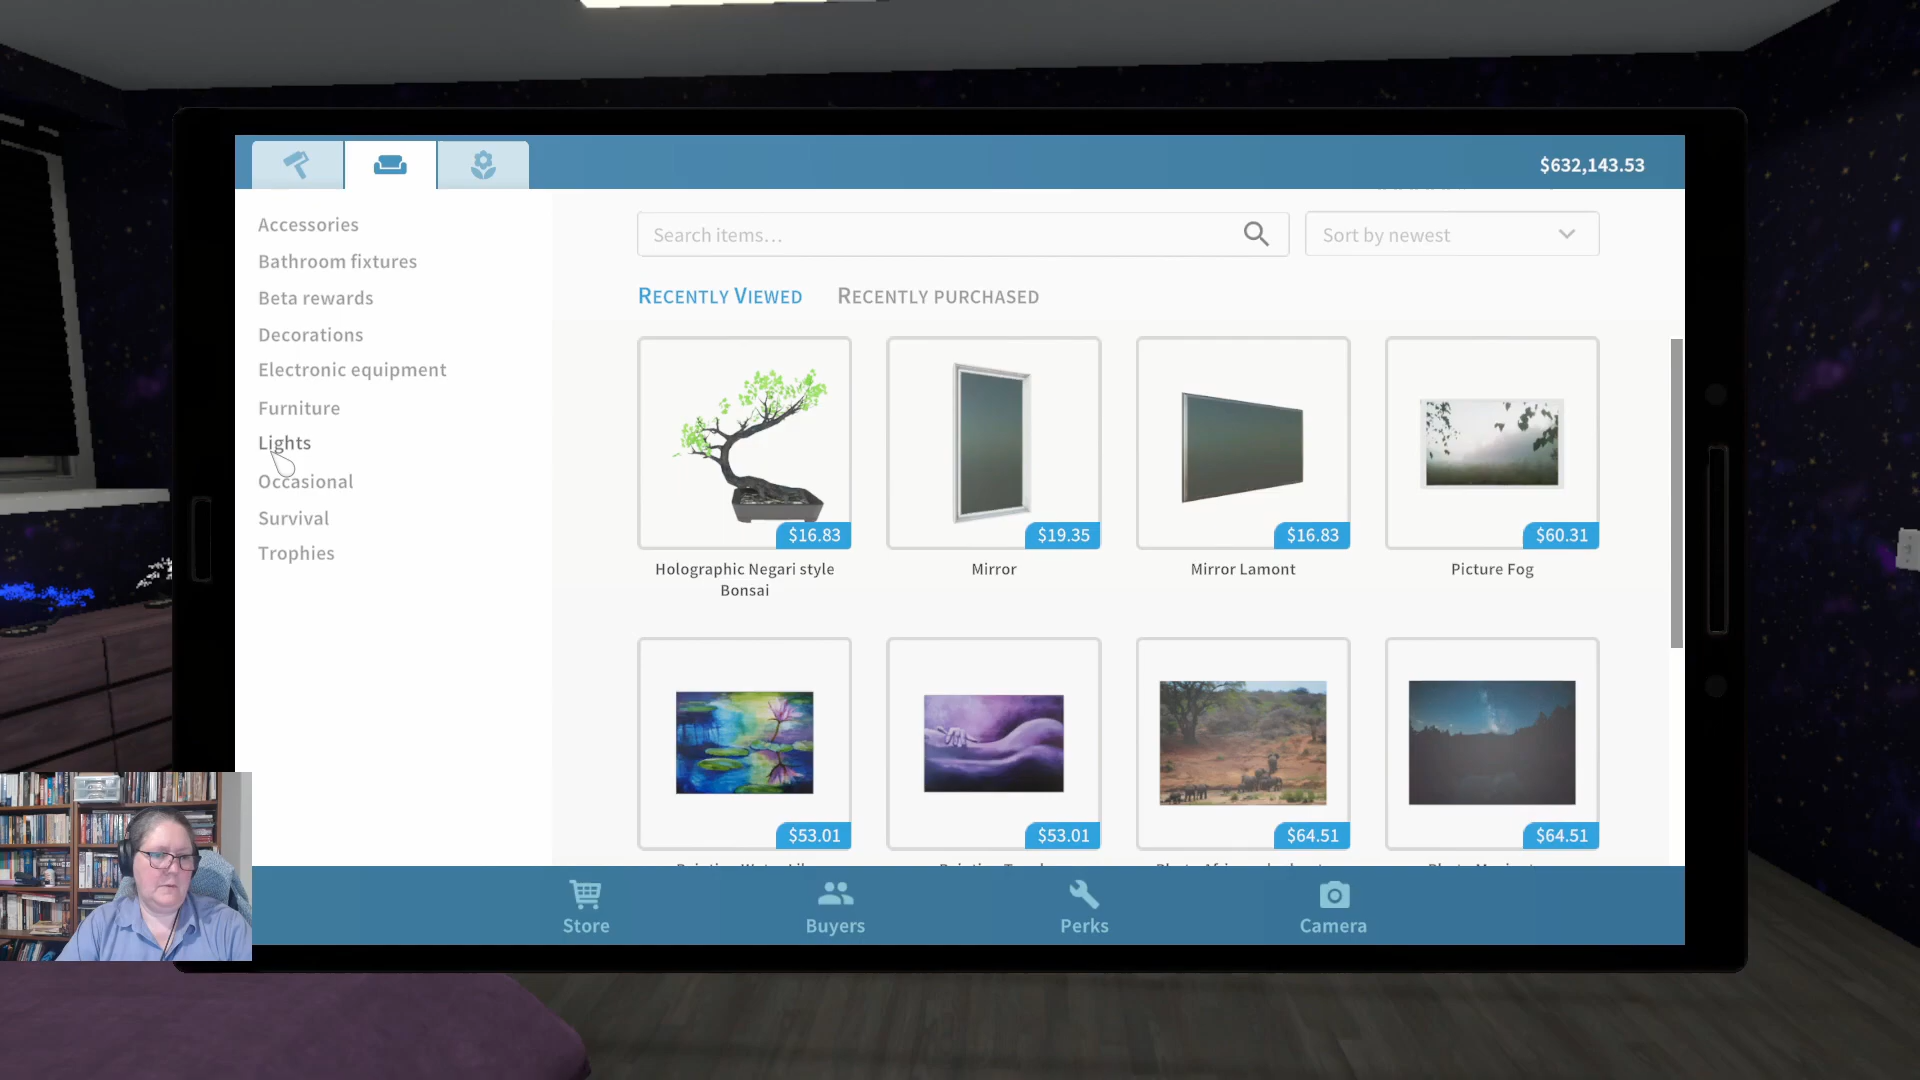 $632,143.53
Accessories
Bathroom fixtures
Beta rewards
Decorations
Electronic equipment
Furniture
Lights
Occasional
Survival
Trophies
Search items...
Sort by newest
RECENTLY VIEWED
RECENTLY PURCHASED
$16.83
$19.35
$16.83
$60.31
Holographic Negari style
Bonsai
Mirror
Mirror Lamont
Picture Fog
$53.01
$53.01
$64.51
$64.51
Store
Buyers
Perks
Camera